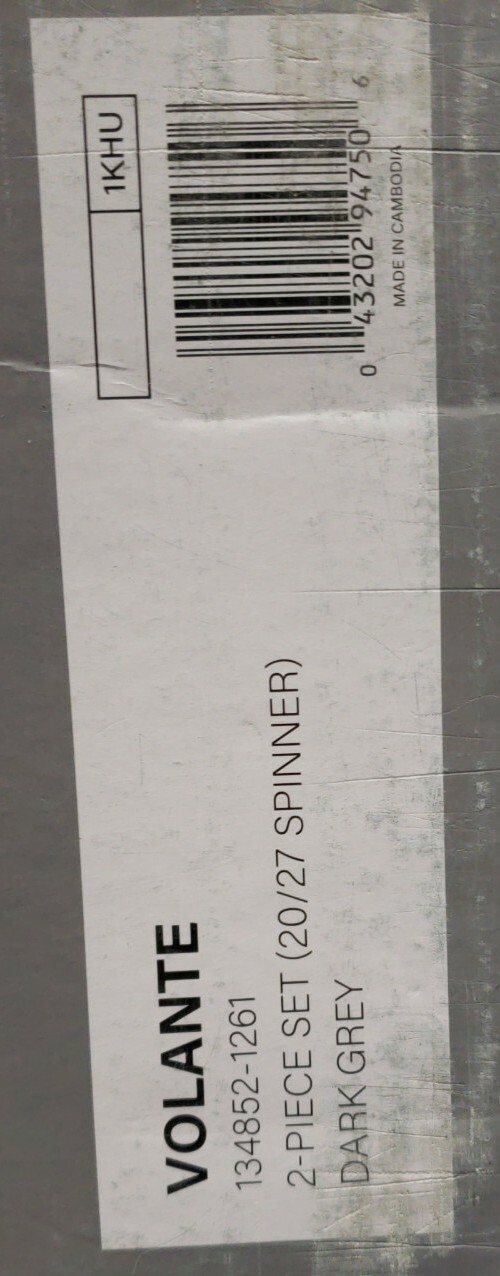 VOLANTE
134852-1261
2-PIECE SET (20/27 SPINNER)
DARK GREY
1KHU
0 43202 94750 6
MADE IN CAMBODIA